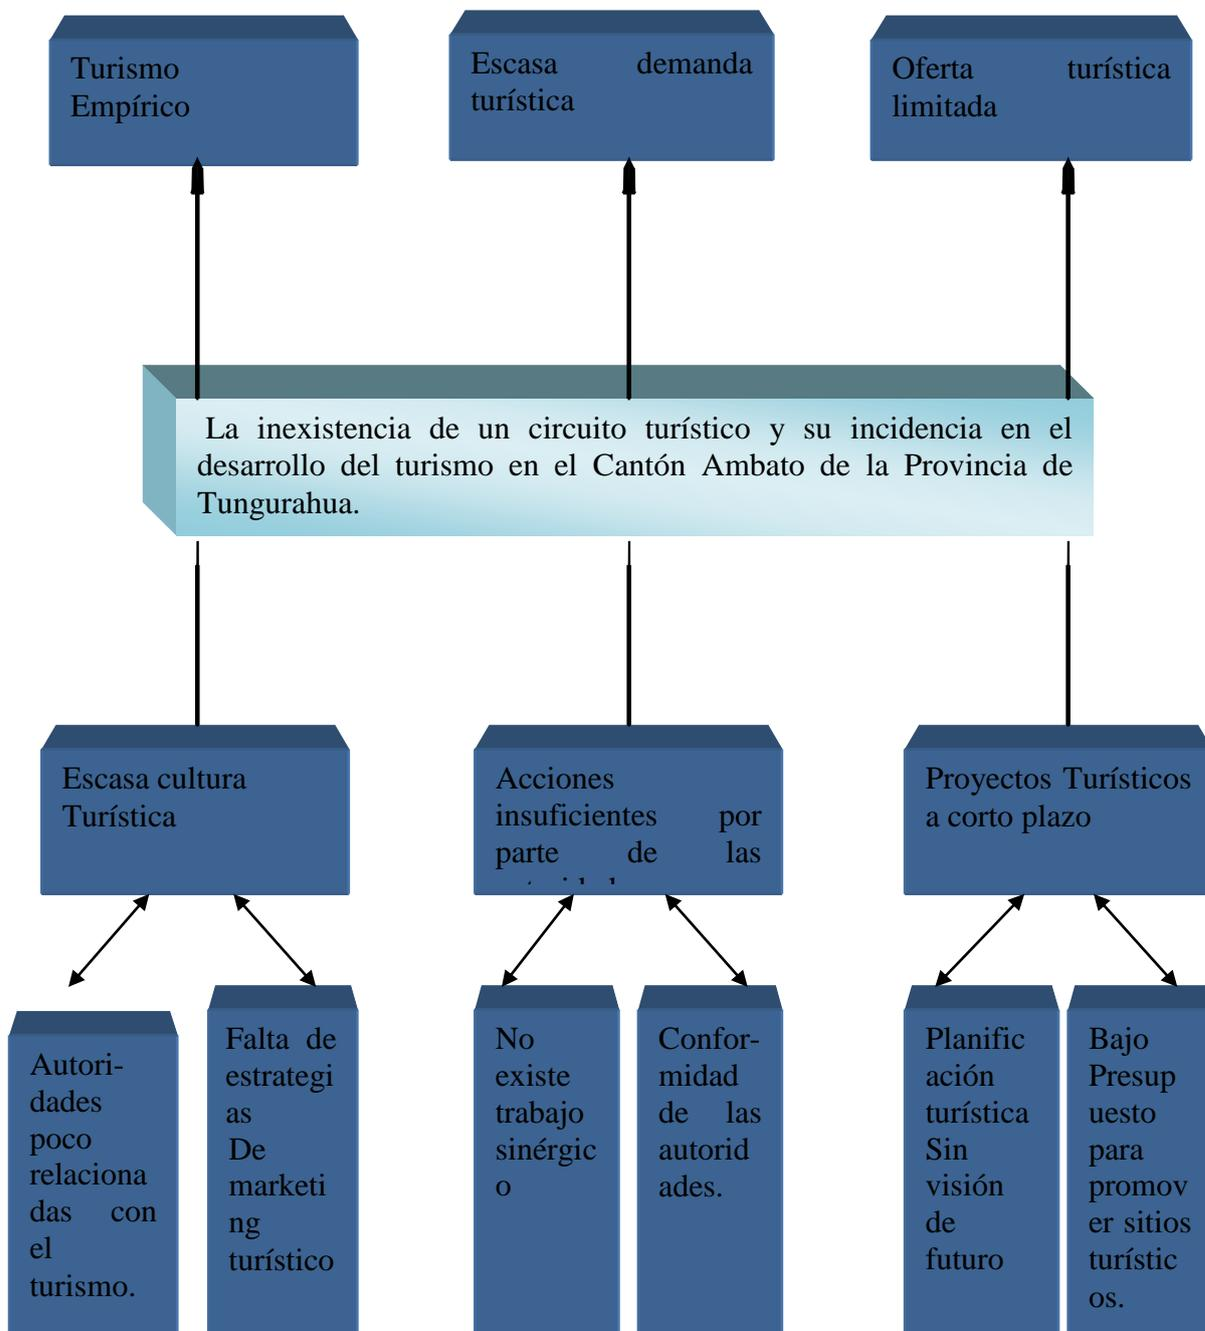 Turismo
Empírico
Escasa demanda
turística
Oferta turística
limitada
La inexistencia de un circuito turístico y su incidencia en el
desarrollo del turismo en el Cantón Ambato de la Provincia de
Tungurahua.
Escasa cultura
Turística
Acciones
insuficientes por
parte de las
Proyectos Turísticos
a corto plazo
Autori-
dades
poco
relaciona
das con
el
turismo.
Falta de
estrategi
as
De
marketi
ng
turístico
No
existe
trabajo
sinérgic
o
Confor-
midad
de las
autorid
ades.
Planific
ación
turística
Sin
visión
de
futuro
Bajo
Presup
uesto
para
promov
er sitios
turístic
os.